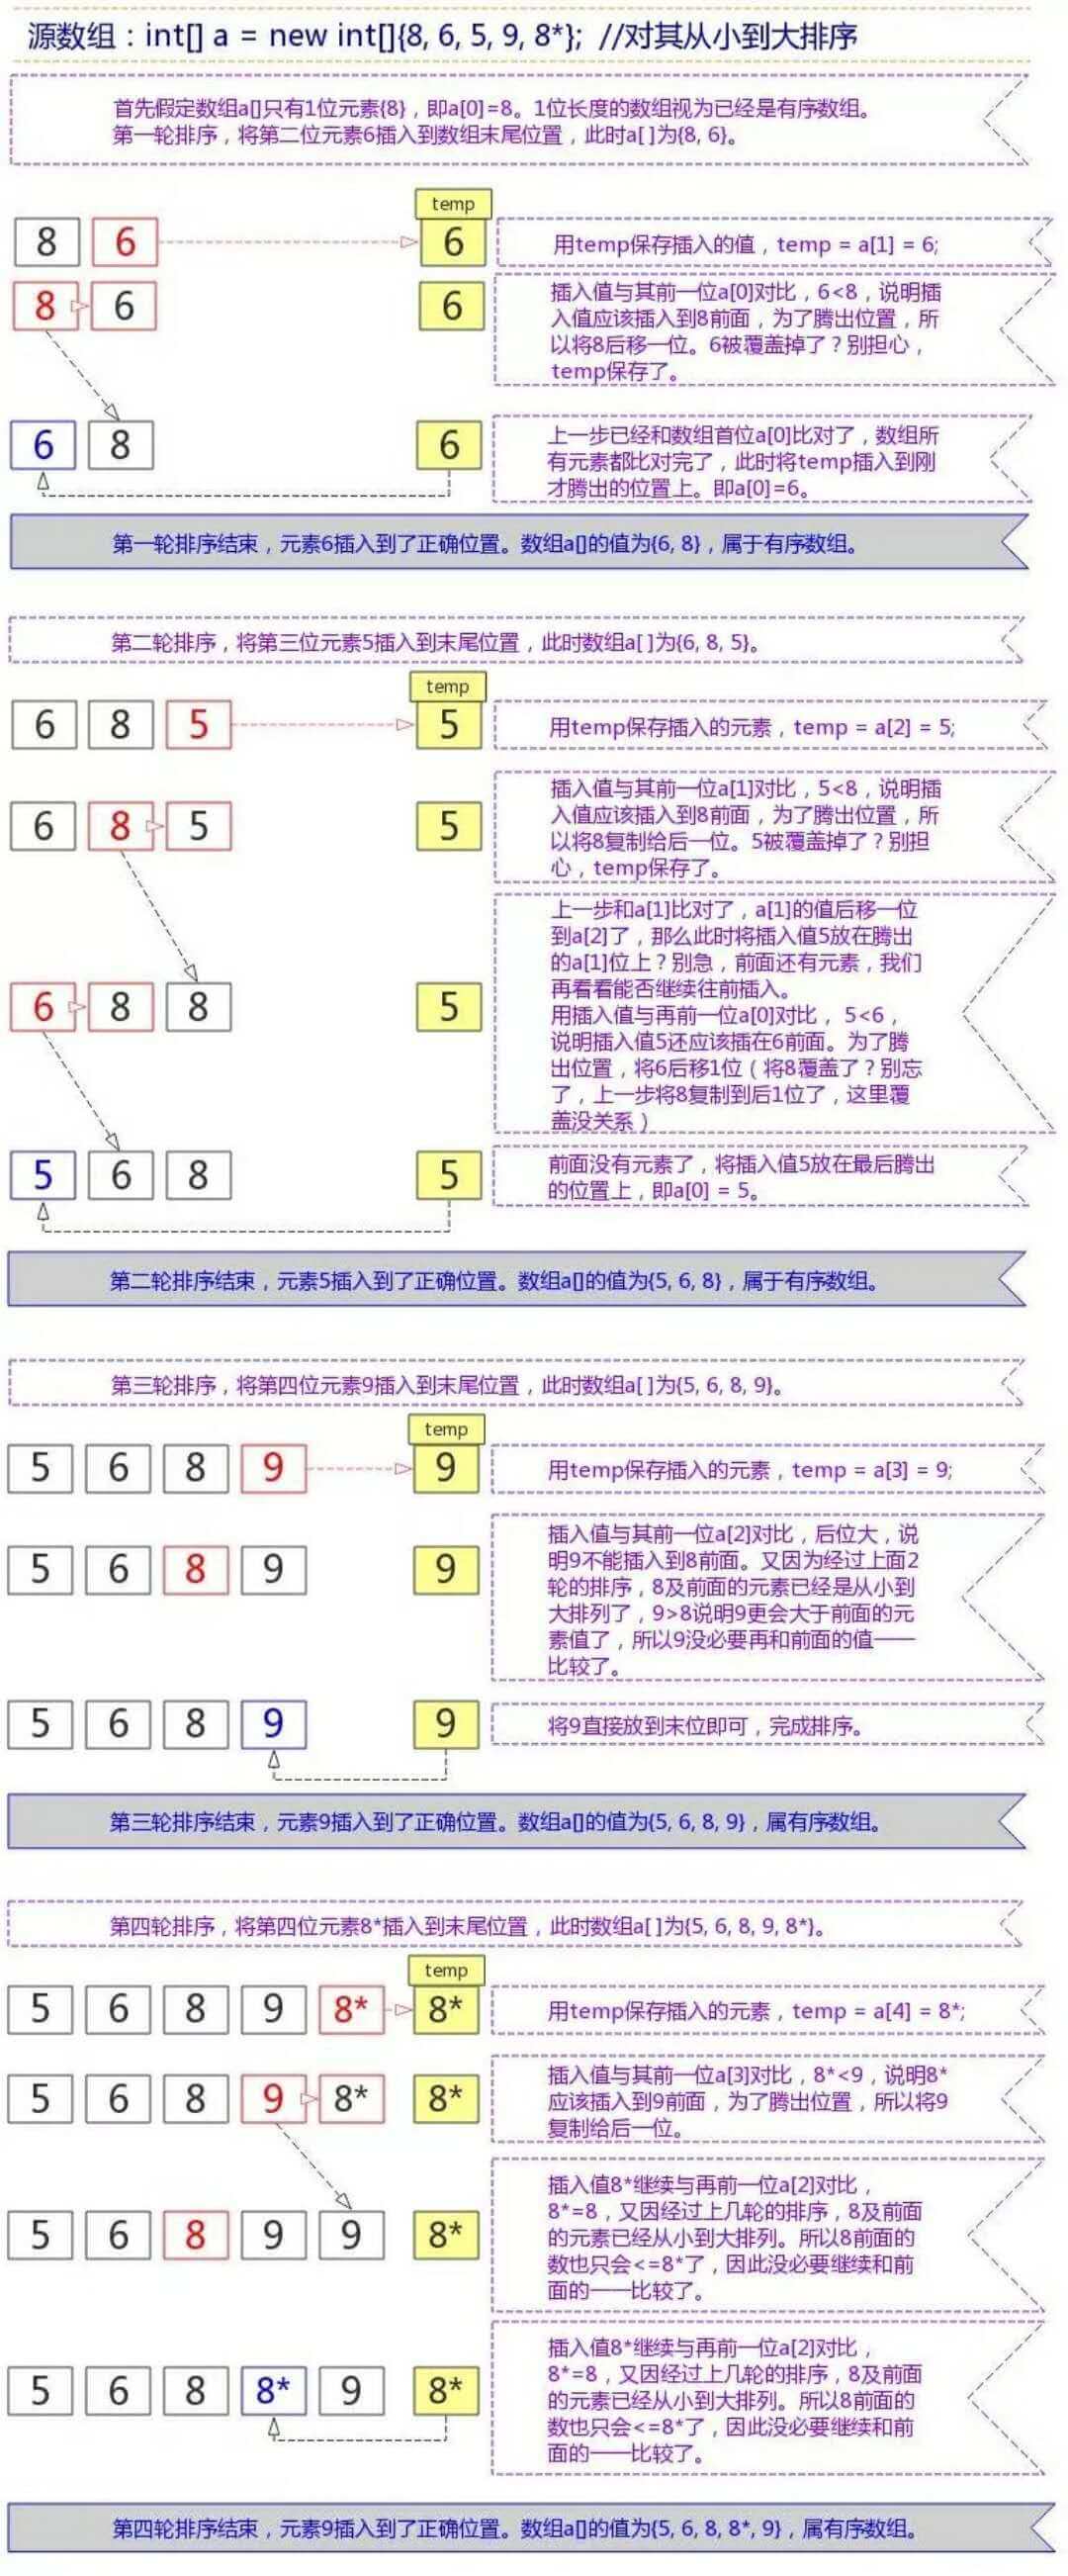 源数组：int[] a = new int[]{8, 6, 5, 9, 8*}; //对其从小到大排序
首先假定数组a[]只有1位元素{8}，即a[0]=8。1位长度的数组视为已经是有序数组。
第一轮排序，将第二位元素6插入到数组末尾位置，此时a[ ]为{8, 6}。
temp
8 6 6
用temp保存插入的值，temp = a[1] = 6;
8 6 6
插入值与其前一位a[0]对比，6<8，说明插
入值应该插入到8前面，为了腾出位置，所
以将8后移一位。6被覆盖掉了？别担心，
temp保存了。
6 8 6
上一步已经和数组首位a[0]比对了，数组所
有元素都比对完了，此时将temp插入到刚
才腾出的位置上。即a[0]=6。
第一轮排序结束，元素6插入到了正确位置。数组a[]的值为{6, 8}，属于有序数组。
第二轮排序，将第三位元素5插入到末尾位置，此时数组a[ ]为{6, 8, 5}。
temp
6 8 5 5
用temp保存插入的元素，temp = a[2] = 5;
6 8 5 5
插入值与其前一位a[1]对比，5<8，说明插
入值应该插入到8前面，为了腾出位置，所
以将8复制给后一位。5被覆盖掉了？别担
心，temp保存了。
6 8 8 5
上一步和a[1]比对了，a[1]的值后移一位
到a[2]了，那么此时将插入值5放在腾出
的a[1]位上？别急，前面还有元素，我们
再看看能否继续往前插入。
用插入值与再前一位a[0]对比， 5<6，
说明插入值5还应该插在6前面。为了腾
出位置，将6后移1位（将8覆盖了？别忘
了，上一步将8复制到后1位了，这里覆
盖没关系）
5 6 8 5
前面没有元素了，将插入值5放在最后腾出
的位置上，即a[0] = 5。
第二轮排序结束，元素5插入到了正确位置。数组a[]的值为{5, 6, 8}，属于有序数组。
第三轮排序，将第四位元素9插入到末尾位置，此时数组a[ ]为{5, 6, 8, 9}。
temp
5 6 8 9 9
用temp保存插入的元素，temp = a[3] = 9;
5 6 8 9 9
插入值与其前一位a[2]对比，后位大，说
明9不能插入到8前面。又因为经过上面2
轮的排序，8及前面的元素已经是从小到
大排列了，9>8说明9更会大于前面的元
素值了，所以9没必要再和前面的值一一
比较了。
5 6 8 9 9
将9直接放到末位即可，完成排序。
第三轮排序结束，元素9插入到了正确位置。数组a[]的值为{5, 6, 8, 9}，属有序数组。
第四轮排序，将第四位元素8*插入到末尾位置，此时数组a[ ]为{5, 6, 8, 9, 8*}。
temp
5 6 8 9 8* 8*
用temp保存插入的元素，temp = a[4] = 8*;
5 6 8 9 8* 8*
插入值与其前一位a[3]对比，8*<9，说明8*
应该插入到9前面，为了腾出位置，所以将9
复制给后一位。
5 6 8 9 9 8*
插入值8*继续与再前一位a[2]对比，
8*=8，又因经过上几轮的排序，8及前面
的元素已经从小到大排列。所以8前面的
数也只会<=8*了，因此没必要继续和前
面的一一比较了。
5 6 8 8* 9 8*
插入值8*继续与再前一位a[2]对比，
8*=8，又因经过上几轮的排序，8及前面
的元素已经从小到大排列。所以8前面的
数也只会<=8*了，因此没必要继续和前
面的一一比较了。
第四轮排序结束，元素9插入到了正确位置。数组a[]的值为{5, 6, 8, 8*, 9}，属有序数组。